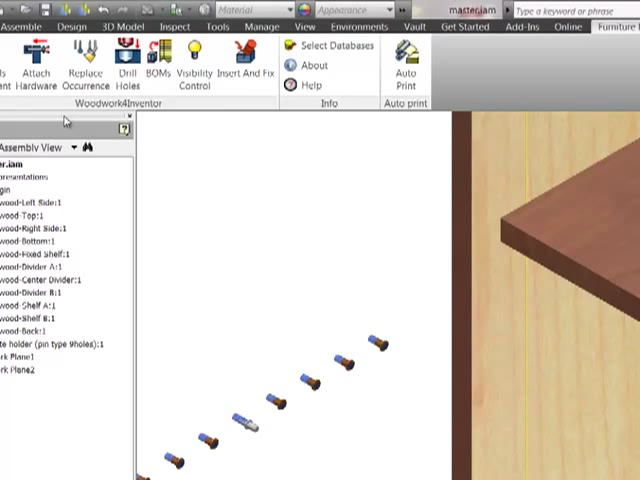 Material
Appearance
master.iam
Type a keyword or phrase
Assemble Design 3D Model Inspect Tools Manage View Environments Vault Get Started Add-Ins Online Furniture
Attach Hardware
Replace Occurrence
Drill Holes
BOMs
Visibility Control
Insert And Fix
Select Databases
About
Help
Auto Print
Woodwork4Inventor
Info
Auto print
Assembly View
er.iam
presentations
gin
wood-Left Side:1
wood-Top:1
wood-Right Side:1
wood-Bottom:1
wood-Fixed Shelf:1
wood-Divider A:1
wood-Center Divider:1
wood-Divider B:1
wood-Shelf A:1
wood-Shelf B:1
wood-Back:1
te holder (pin type 9holes):1
rk Plane1
rk Plane2